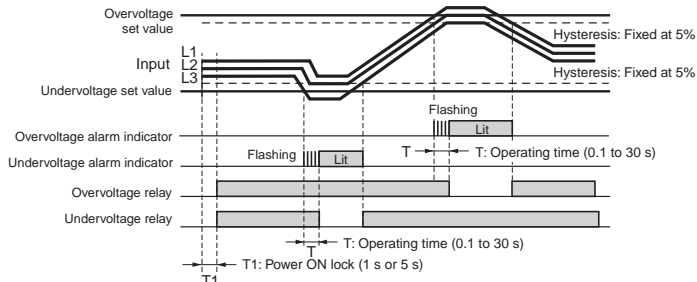 Overvoltage
set value
Hysteresis: Fixed at 5%
L1
Input L2
L3
Hysteresis: Fixed at 5%
Undervoltage set value
Flashing
Overvoltage alarm indicator
Lit
T
T: Operating time (0.1 to 30 s)
Flashing
Lit
Undervoltage alarm indicator
Overvoltage relay
Undervoltage relay
T
T: Operating time (0.1 to 30 s)
T1: Power ON lock (1 s or 5 s)
T1